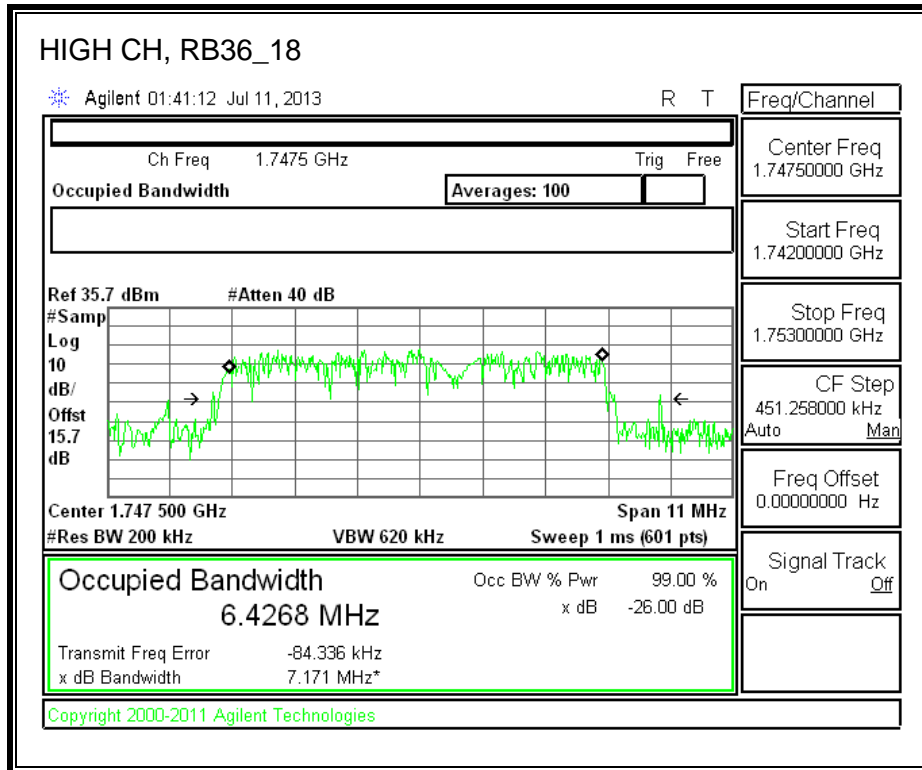 HIGH CH, RB36_18
Agilent 01:41:12 Jul 11, 2013 R T
Ch Freq 1.7475 GHz Trig Free
Occupied Bandwidth Averages: 100
Ref 35.7 dBm #Atten 40 dB
#Samp
Log
10
dB/
Offst
15.7
dB
Center 1.747 500 GHz Span 11 MHz
#Res BW 200 kHz VBW 620 kHz Sweep 1 ms (601 pts)
Occupied Bandwidth Occ BW % Pwr 99.00 %
6.4268 MHz x dB -26.00 dB
Transmit Freq Error -84.336 kHz
x dB Bandwidth 7.171 MHz*
Copyright 2000-2011 Agilent Technologies
Freq/Channel
Center Freq
1.74750000 GHz
Start Freq
1.74200000 GHz
Stop Freq
1.75300000 GHz
CF Step
451.258000 kHz
Auto Man
Freq Offset
0.00000000 Hz
Signal Track
On Off